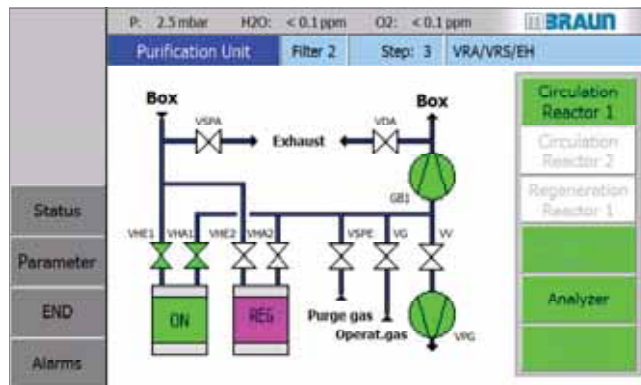 P: 2.5 mbar H2O: < 0.1 ppm O2: < 0.1 ppm BRAUN
Purification Unit Filter 2 Step: 3 VRA/VRS/EH
Box Box
VSPA VDA
Exhaust
GB1
VHE1 VHA1 VHE2 VHA2 VSPE VG VV
ON REG
Purge gas
Operat.gas
VPG
Status
Parameter
END
Alarms
Circulation
Reactor 1
Circulation
Reactor 2
Regeneration
Reactor 1
Analyzer